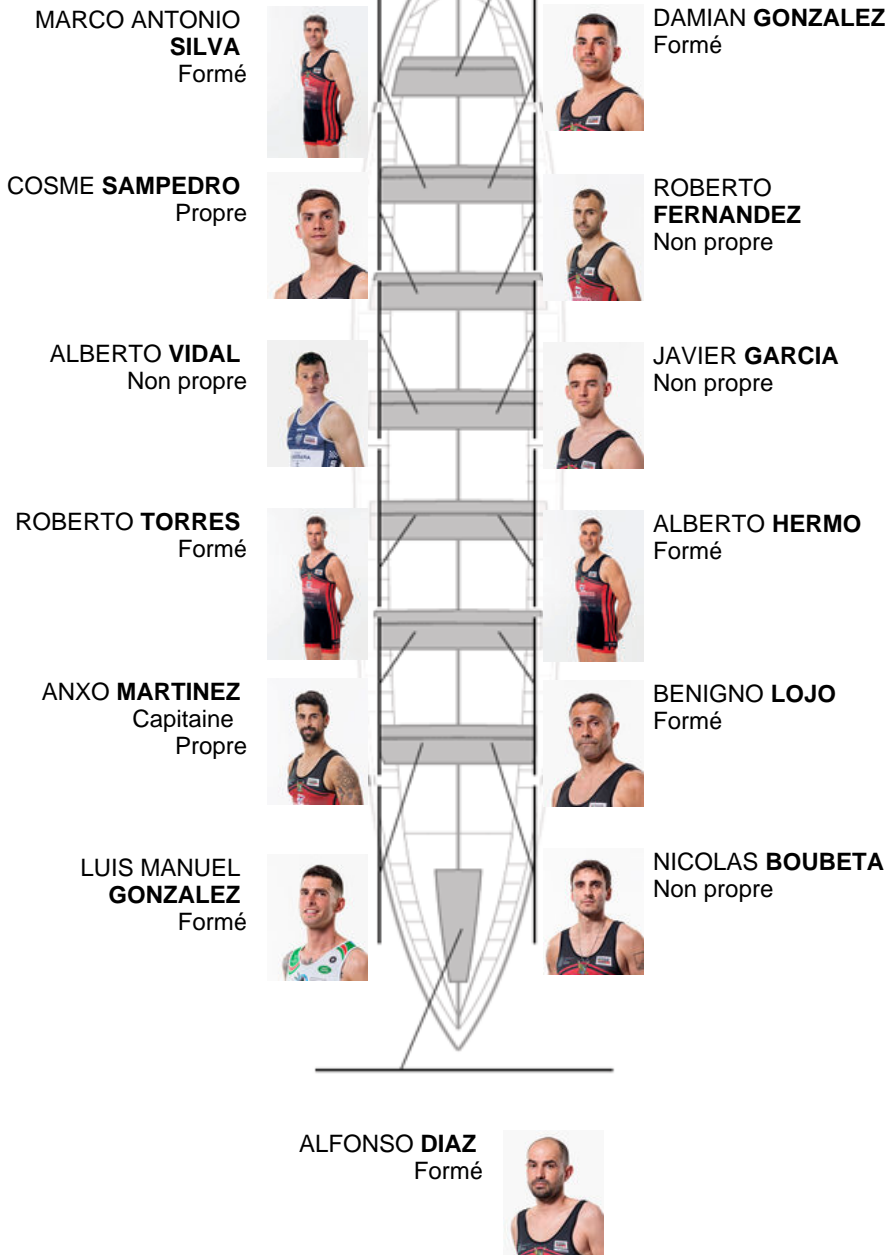 MARCO ANTONIO
SILVA
Formé
DAMIAN GONZALEZ
Formé
COSME SAMPEDRO
Propre
ROBERTO
FERNANDEZ
Non propre
ALBERTO VIDAL
Non propre
JAVIER GARCIA
Non propre
ROBERTO TORRES
Formé
ALBERTO HERMO
Formé
ANXO MARTINEZ
Capitaine
Propre
BENIGNO LOJO
Formé
LUIS MANUEL
GONZALEZ
Formé
NICOLAS BOUBETA
Non propre
ALFONSO DIAZ
Formé